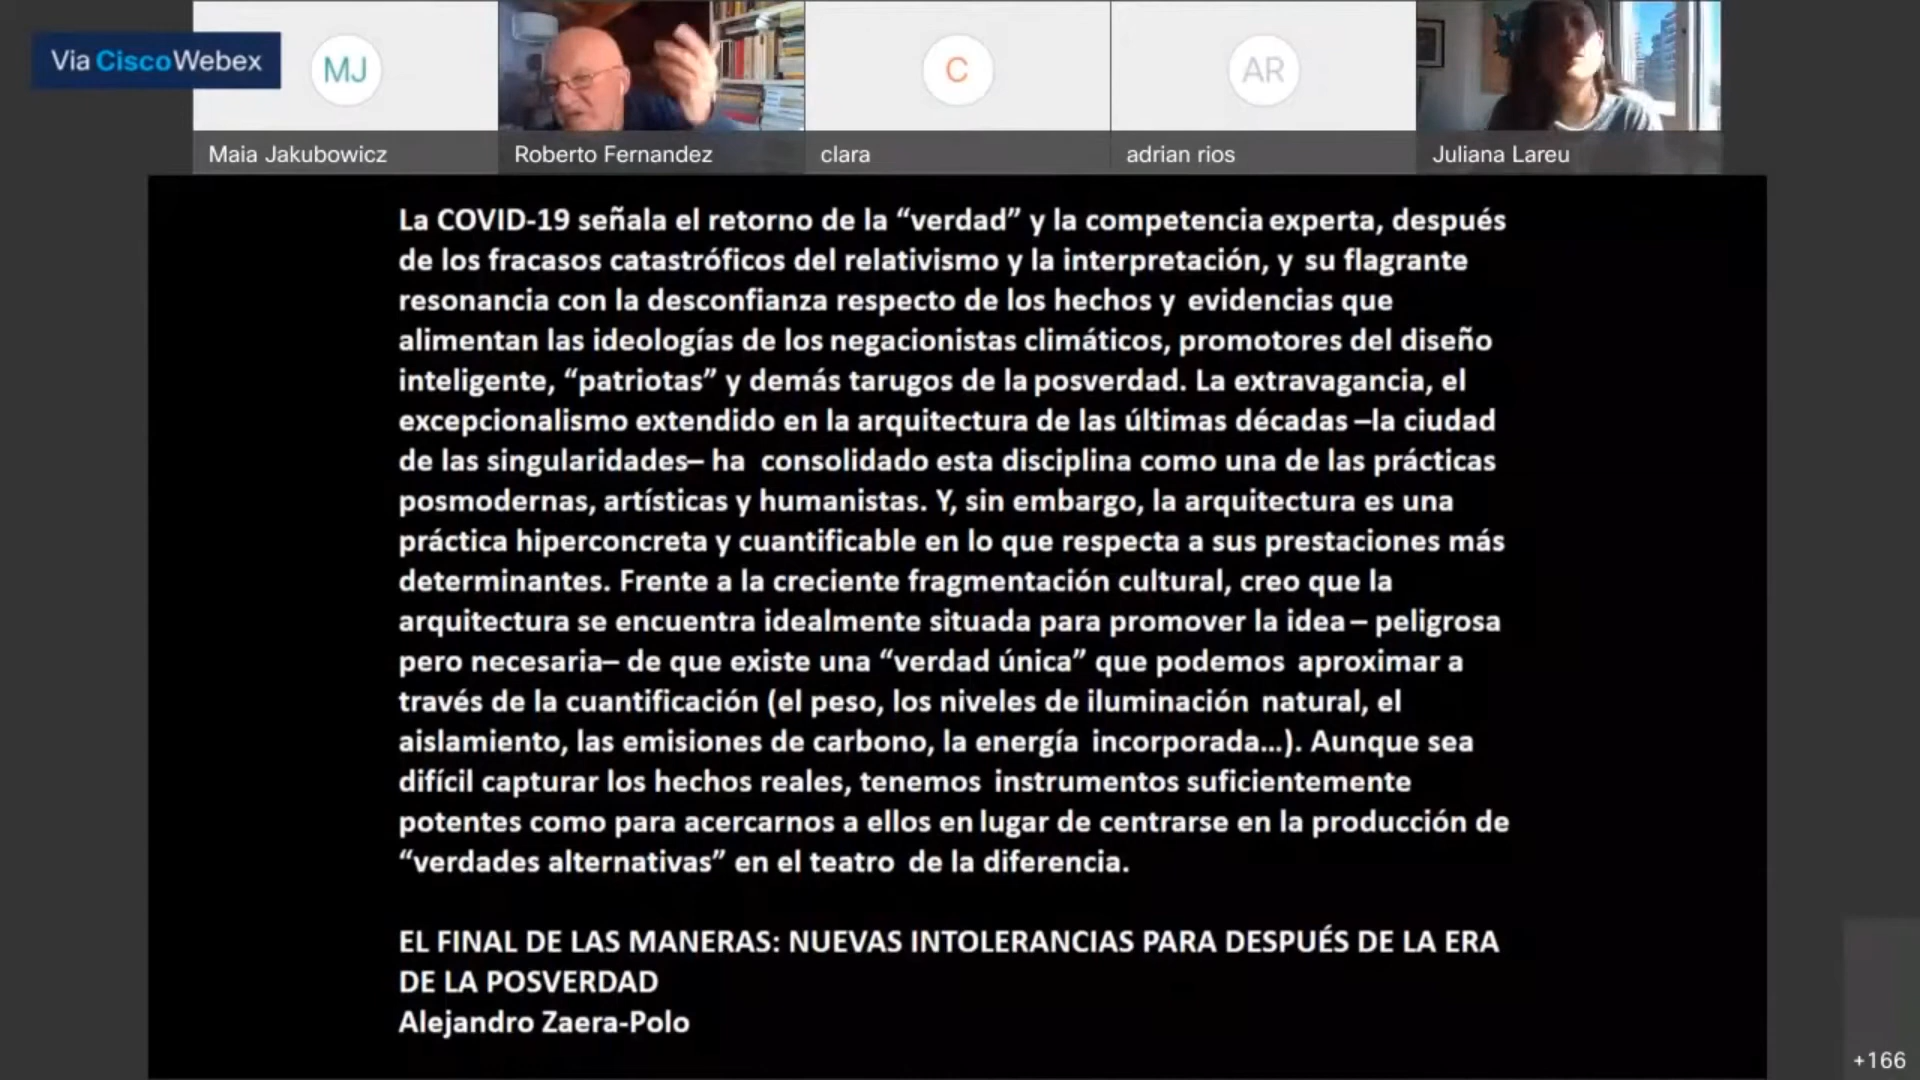 Via CiscoWebex
MJ
C
AR
Maia Jakubowicz
Roberto Fernandez
clara
adrian rios
Juliana Lareu
La COVID-19 señala el retorno de la “verdad” y la competencia experta, después
de los fracasos catastróficos del relativismo y la interpretación, y su flagrante
resonancia con la desconfianza respecto de los hechos y evidencias que
alimentan las ideologías de los negacionistas climáticos, promotores del diseño
inteligente, “patriotas” y demás tarugos de la posverdad. La extravagancia, el
excepcionalismo extendido en la arquitectura de las últimas décadas –la ciudad
de las singularidades– ha consolidado esta disciplina como una de las prácticas
posmodernas, artísticas y humanistas. Y, sin embargo, la arquitectura es una
práctica hiperconcreta y cuantificable en lo que respecta a sus prestaciones más
determinantes. Frente a la creciente fragmentación cultural, creo que la
arquitectura se encuentra idealmente situada para promover la idea – peligrosa
pero necesaria– de que existe una “verdad única” que podemos aproximar a
través de la cuantificación (el peso, los niveles de iluminación natural, el
aislamiento, las emisiones de carbono, la energía incorporada...). Aunque sea
difícil capturar los hechos reales, tenemos instrumentos suficientemente
potentes como para acercarnos a ellos en lugar de centrarse en la producción de
“verdades alternativas” en el teatro de la diferencia.
EL FINAL DE LAS MANERAS: NUEVAS INTOLERANCIAS PARA DESPUÉS DE LA ERA
DE LA POSVERDAD
Alejandro Zaera-Polo
+166